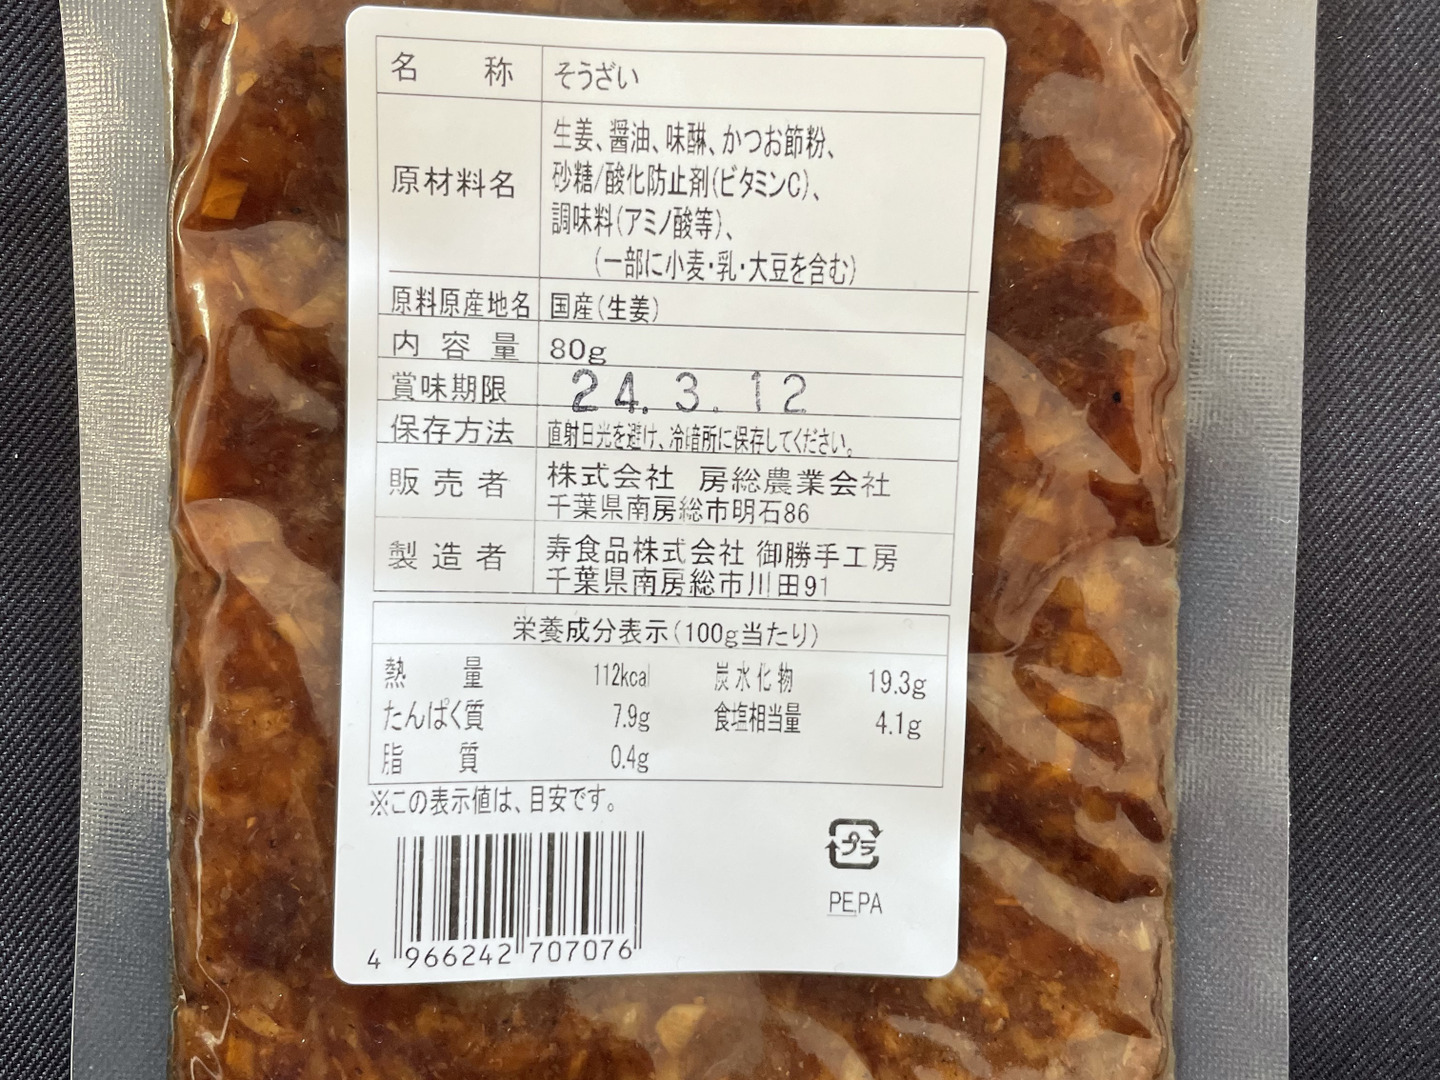 名称 そうざい
原材料名 生姜、醤油、味醂、かつお節粉、
砂糖/酸化防止剤(ビタミンC)、
調味料(アミノ酸等)、
(一部に小麦・乳・大豆を含む)
原料原産地名 国産(生姜)
内容量 80g
賞味期限 24.3.12
保存方法 直射日光を避け、冷暗所に保存してください。
販売者 株式会社 房総農業会社
千葉県南房総市明石86
製造者 寿食品株式会社 御勝手工房
千葉県南房総市川田91
栄養成分表示(100g当たり)
熱量 112kcal 炭水化物 19.3g
たんぱく質 7.9g 食塩相当量 4.1g
脂質 0.4g
※この表示値は、目安です。
プラ
PE,PA
4 966242 707076